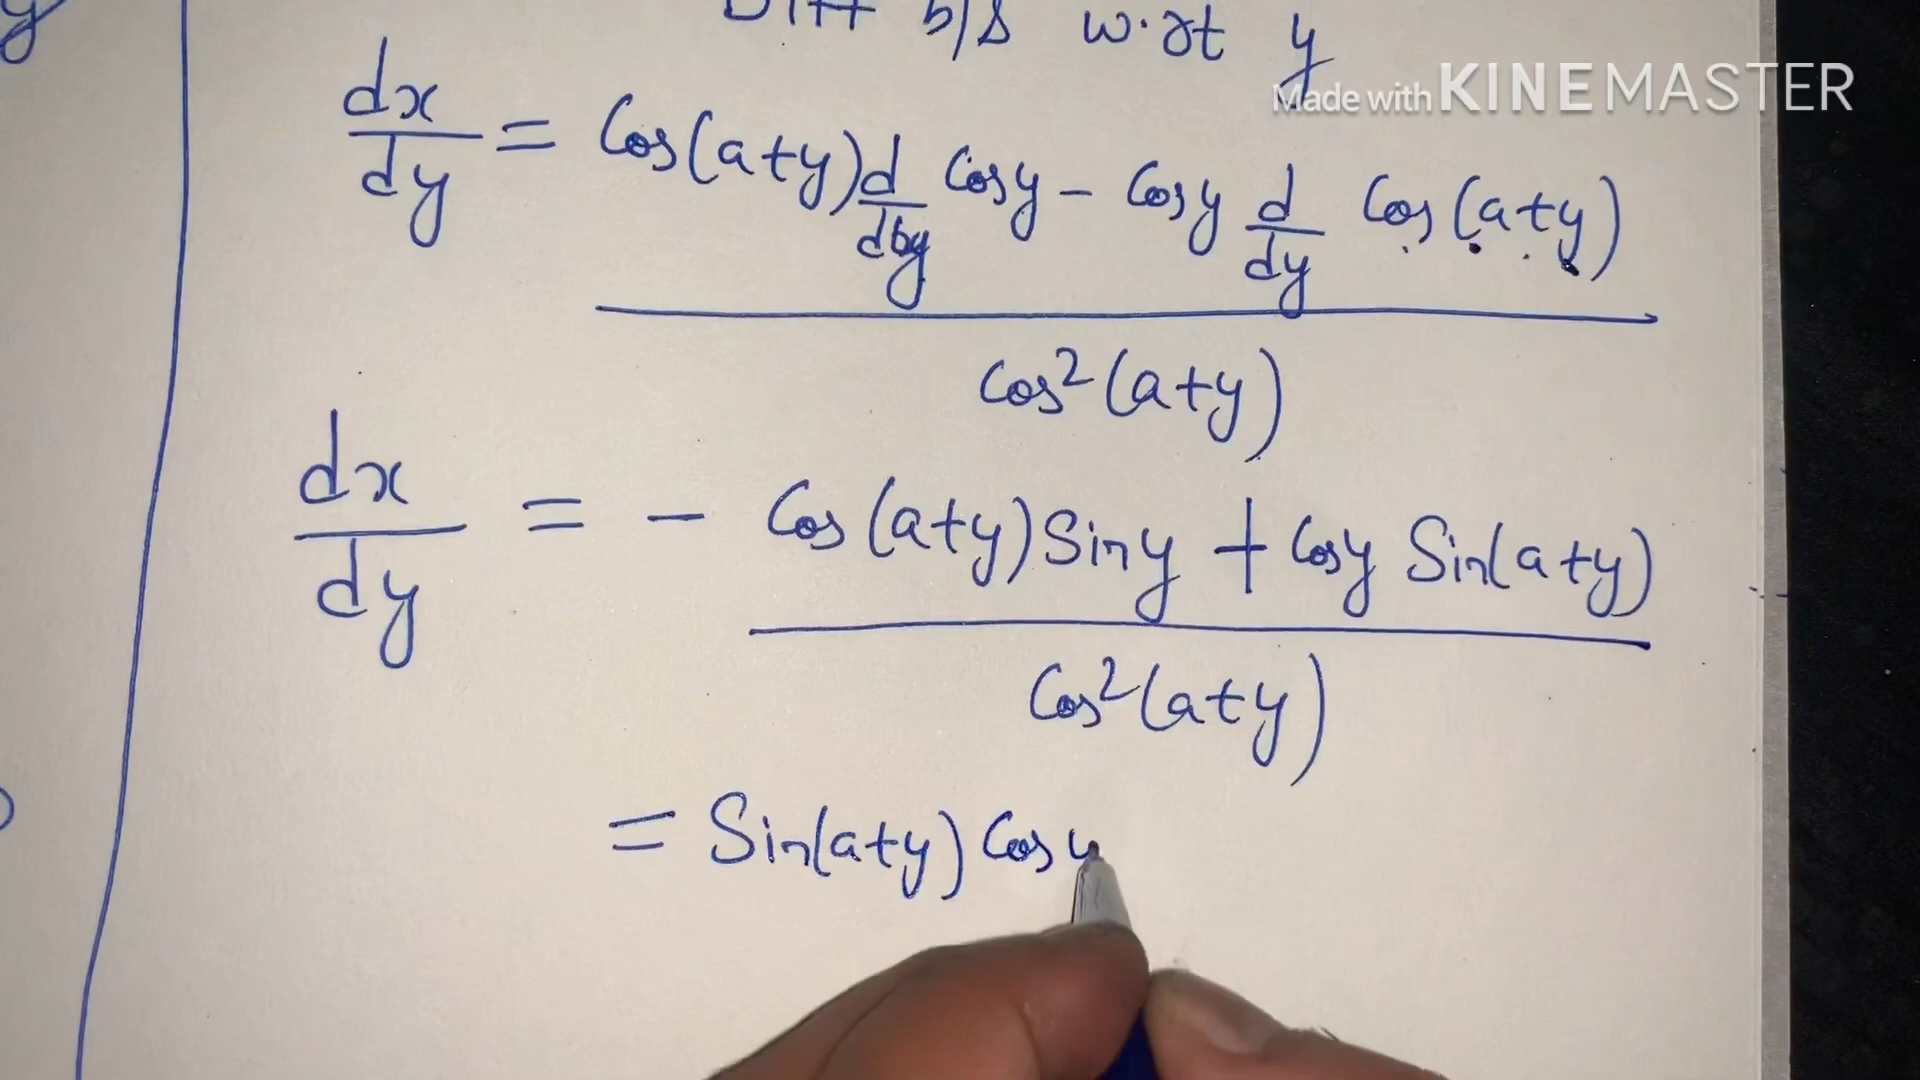 Diff b/s w.rt y
Made with KINEMASTER
dx/dy = Cos(a+y) d/dy Cosy - Cosy d/dy Cos(a+y)
Cos²(a+y)
dx/dy = - Cos(a+y) Siny + Cosy Sin(a+y)
Cos²(a+y)
= Sin(a+y) Cos y